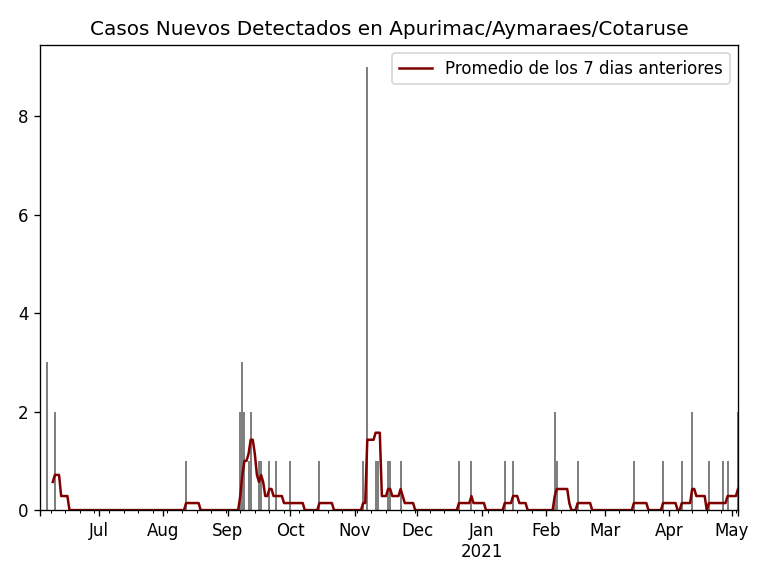 Casos Nuevos Detectados en Apurimac/Aymaraes/Cotaruse
Promedio de los 7 dias anteriores
8
6
4
2
0
Jul Aug Sep Oct Nov Dec Jan Feb Mar Apr May
2021